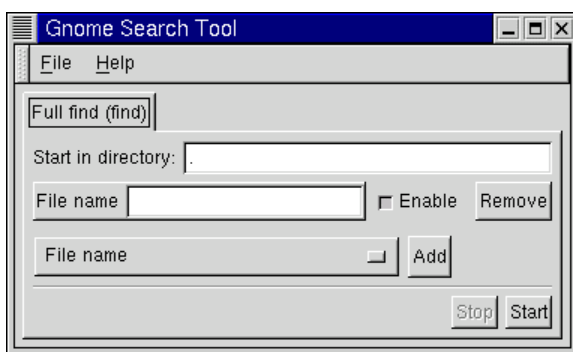 Gnome Search Tool
File Help
Full find (find)
Start in directory: .
File name Enable Remove
File name Add
Stop Start